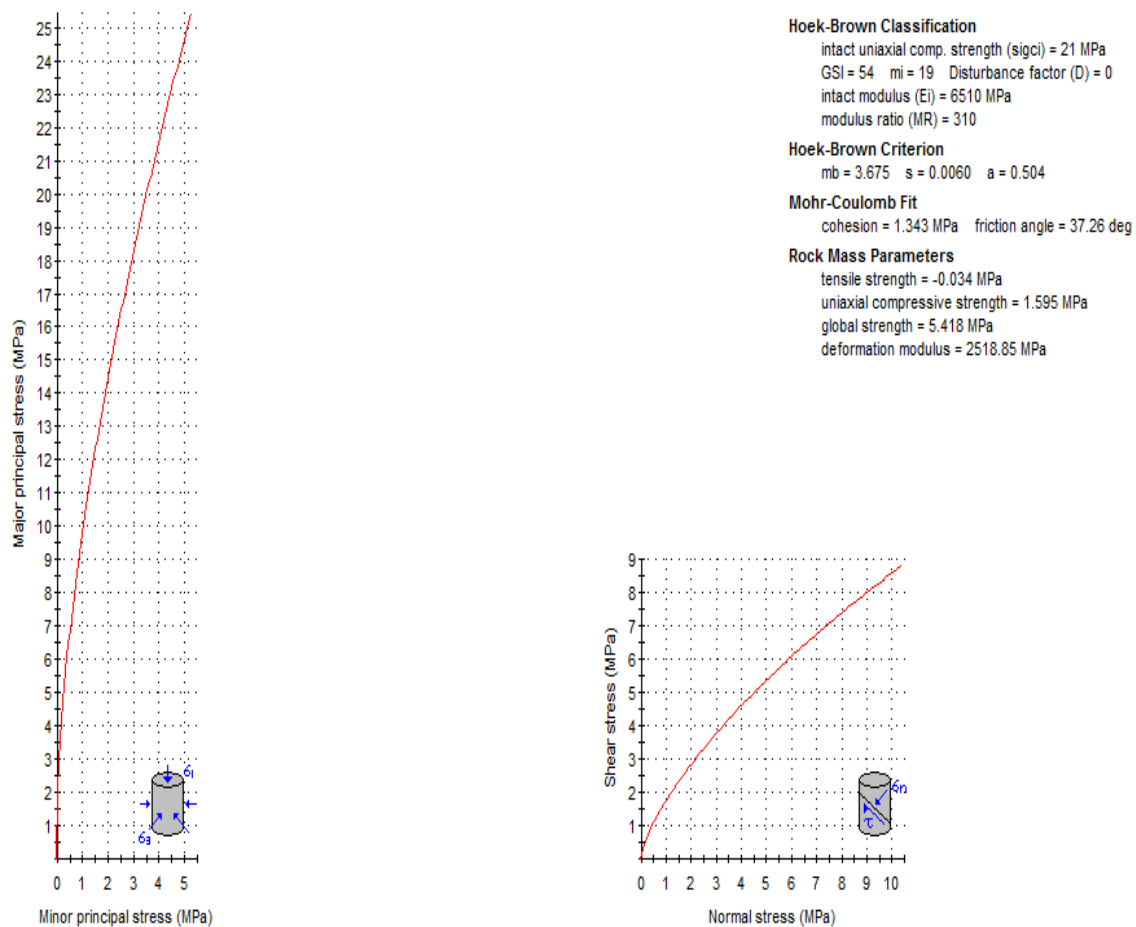 25
24
23
22
21
20
19
18
17
16
15
14
13
12
11
10
9
8
7
6
5
4
3
2
1
Major principal stress (MPa)
0 1 2 3 4 5
Minor principal stress (MPa)
σ1
σ3
Hoek-Brown Classification
intact uniaxial comp. strength (sigci) = 21 MPa
GSI = 54 mi = 19 Disturbance factor (D) = 0
intact modulus (Ei) = 6510 MPa
modulus ratio (MR) = 310
Hoek-Brown Criterion
mb = 3.675 s = 0.0060 a = 0.504
Mohr-Coulomb Fit
cohesion = 1.343 MPa friction angle = 37.26 deg
Rock Mass Parameters
tensile strength = -0.034 MPa
uniaxial compressive strength = 1.595 MPa
global strength = 5.418 MPa
deformation modulus = 2518.85 MPa
9
8
7
6
5
4
3
2
1
Shear stress (MPa)
0 1 2 3 4 5 6 7 8 9 10
Normal stress (MPa)
σn
τ